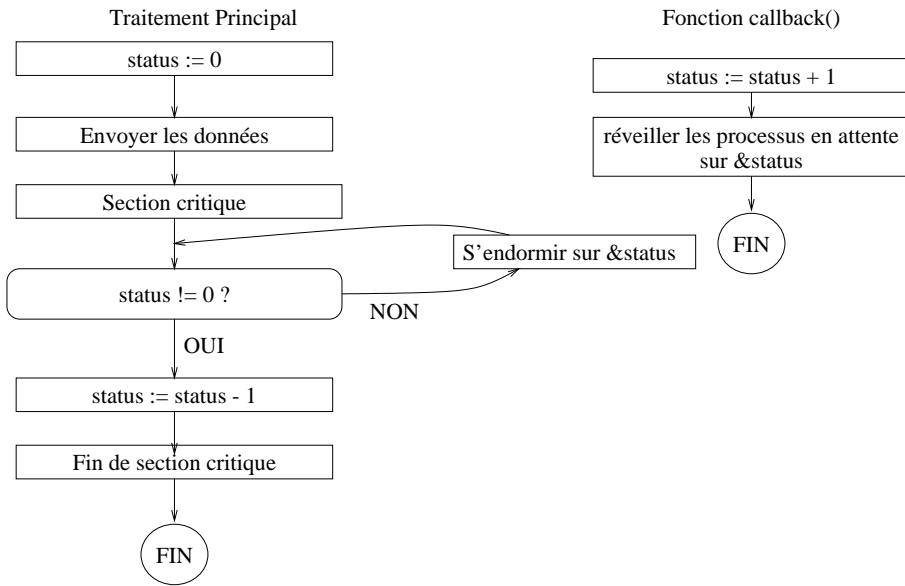 Traitement Principal
status := 0
Envoyer les données
Section critique
status != 0 ?
NON
S'endormir sur &status
OUI
status := status - 1
Fin de section critique
FIN
Fonction callback()
status := status + 1
réveiller les processus en attente
sur &status
FIN